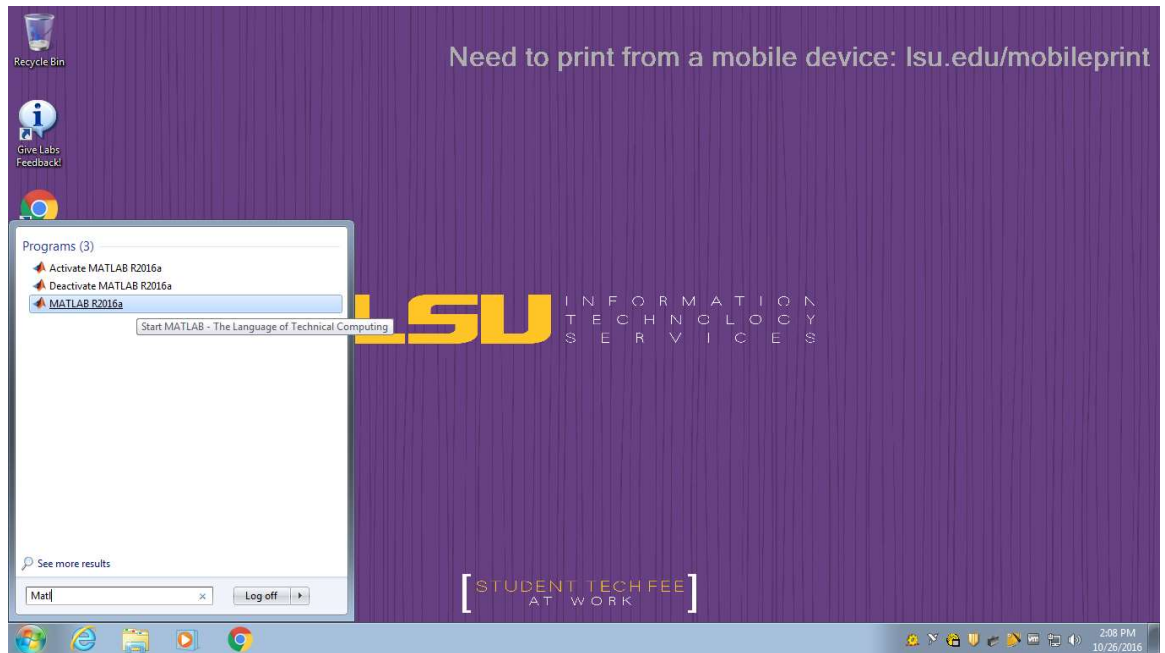 Recycle Bin
Need to print from a mobile device: lsu.edu/mobileprint
Give Labs
Feedback!
Programs (3)
Activate MATLAB R2016a
Deactivate MATLAB R2016a
MATLAB R2016a
Start MATLAB - The Language of Technical Computing
LSU
INFORMATION
TECHNOLOGY
SERVICES
See more results
Matl
Log off
[STUDENT TECH FEE
AT WORK]
2:08 PM
10/26/2016